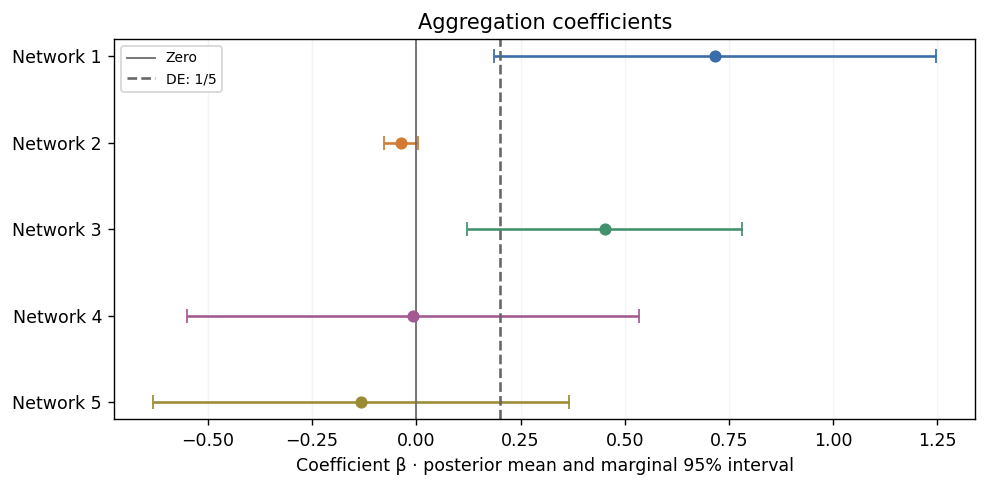 Aggregation coefficients
Zero
DE: 1/5
Network 1
Network 2
Network 3
Network 4
Network 5
−0.50 −0.25 0.00 0.25 0.50 0.75 1.00 1.25
Coefficient β · posterior mean and marginal 95% interval